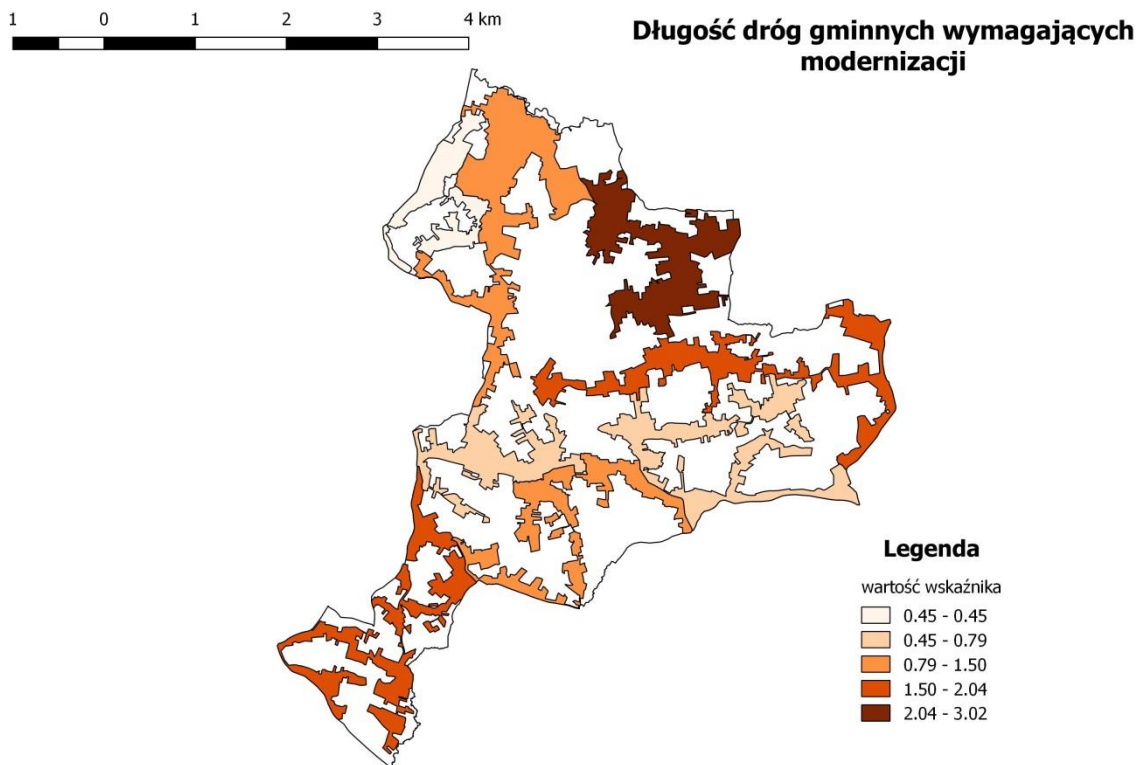 1 0 1 2 3 4 km
Długość dróg gminnych wymagających
modernizacji
Legenda
wartość wskaźnika
0.45 - 0.45
0.45 - 0.79
0.79 - 1.50
1.50 - 2.04
2.04 - 3.02